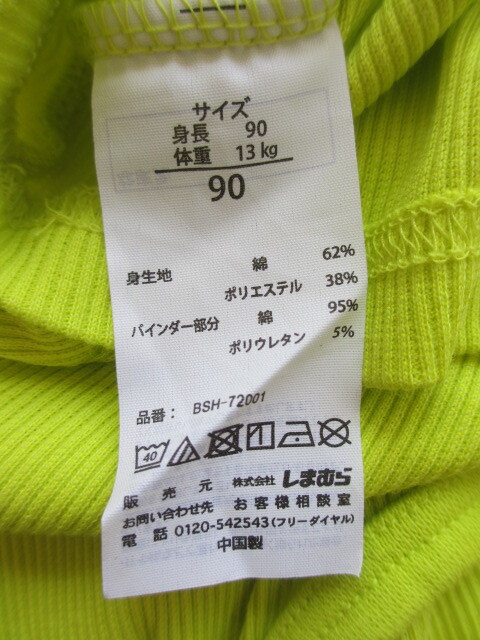 サイズ
身長 90
体重 13kg
90
身生地 綿 62%
ポリエステル 38%
バインダー部分 綿 95%
ポリウレタン 5%
品番： BSH-72001
40
販売元 株式会社 しまむら
お問い合わせ先 お客様相談室
電話 0120-542543(フリーダイヤル)
中国製